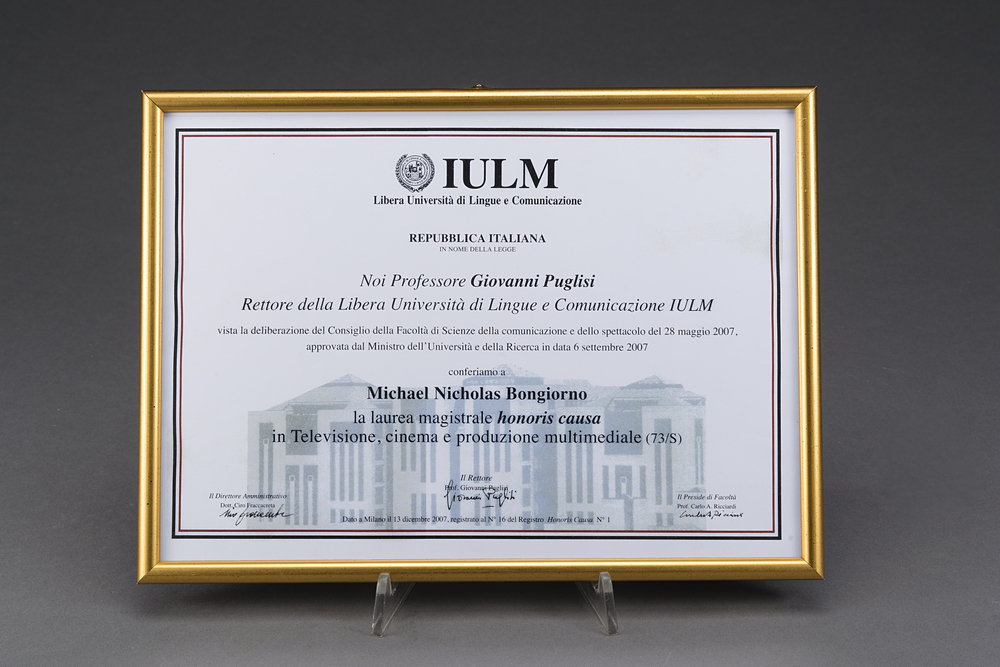 IULM
Libera Università di Lingue e Comunicazione
REPUBBLICA ITALIANA
IN NOME DELLA LEGGE
Noi Professore Giovanni Puglisi
Rettore della Libera Università di Lingue e Comunicazione IULM
vista la deliberazione del Consiglio della Facoltà di Scienze della comunicazione e dello spettacolo del 28 maggio 2007,
approvata dal Ministro dell'Università e della Ricerca in data 6 settembre 2007
conferiamo a
Michael Nicholas Bongiorno
la laurea magistrale honoris causa
in Televisione, cinema e produzione multimediale (73/S)
Il Direttore Amministrativo
Dott. Ciro Fraccacreta
Il Rettore
Prof. Giovanni Puglisi
Giovanni Puglisi
Il Preside di Facoltà
Prof. Carlo A. Ricciardi
Dato a Milano il 13 dicembre 2007, registrato al N° 16 del Registro Honoris Causa N° 1